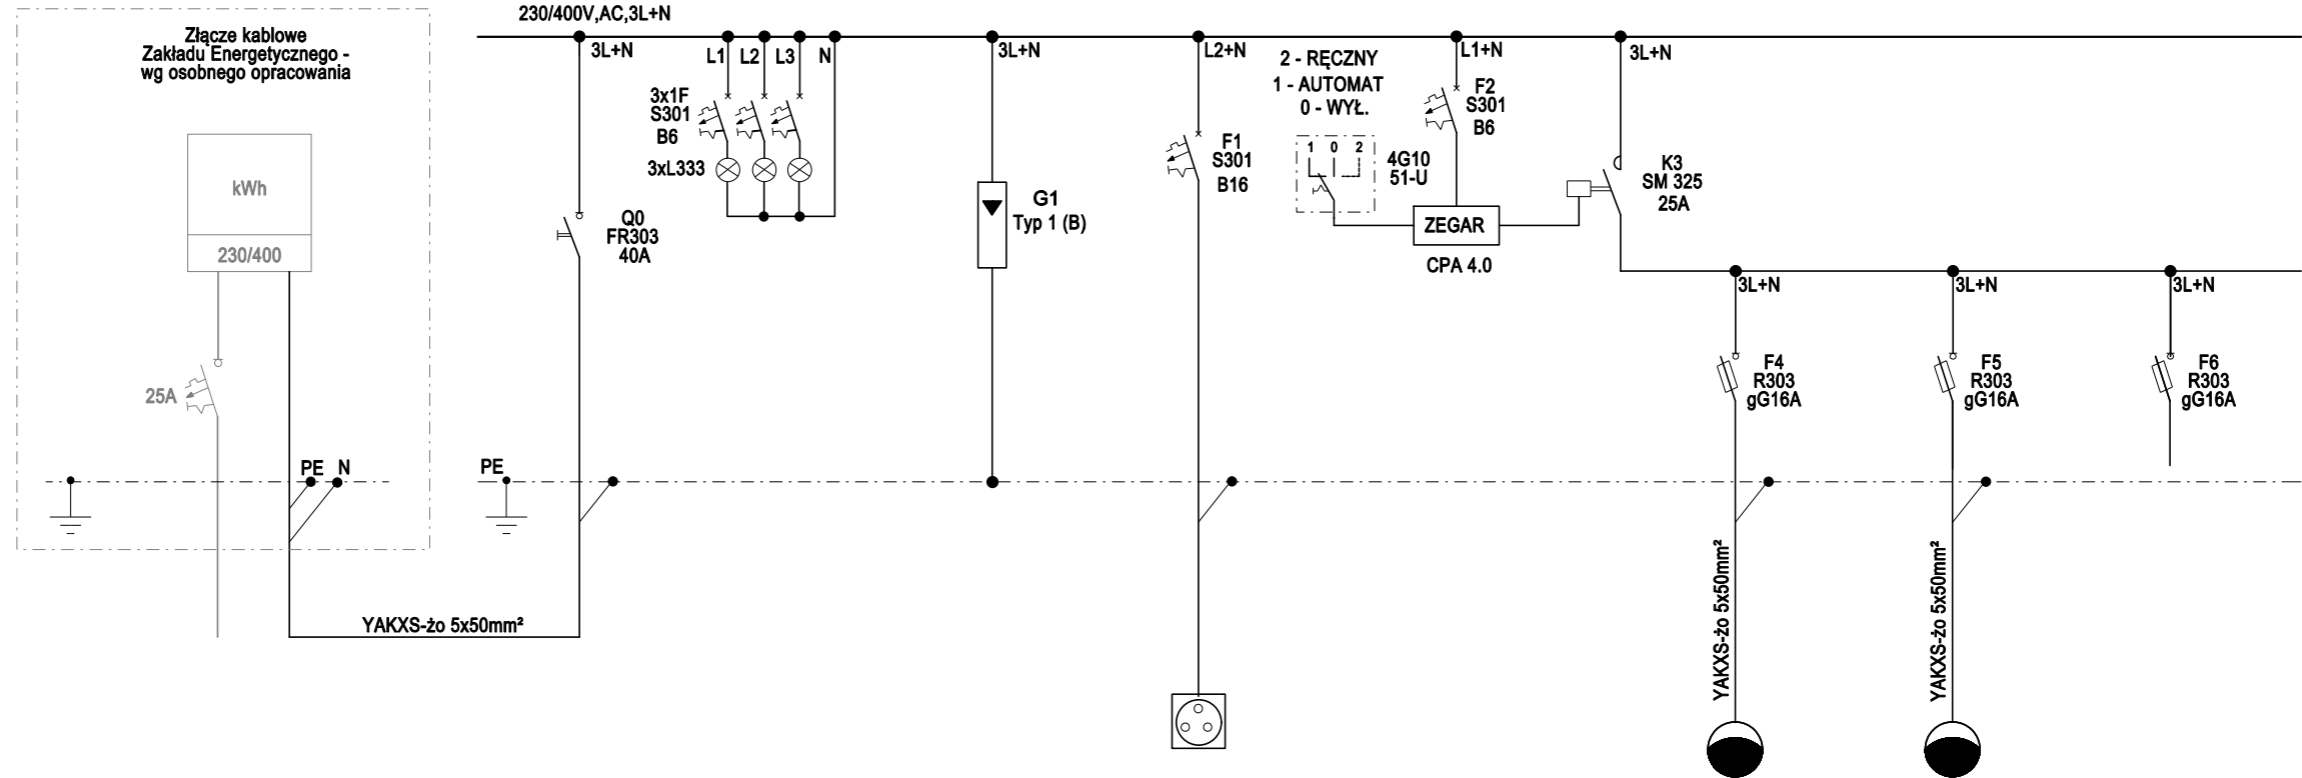 Złącze kablowe
Zakładu Energetycznego -
wg osobnego opracowania
kWh
230/400
25A
PE N
YAKXS-żo 5x50mm²
230/400V,AC,3L+N
3L+N
Q0
FR303
40A
PE
L1 L2 L3 N
3x1F
S301
B6
3xL333
3L+N
G1
Typ 1 (B)
L2+N
F1
S301
B16
2 - RĘCZNY
1 - AUTOMAT
0 - WYŁ.
1 0 2
4G10
51-U
L1+N
F2
S301
B6
ZEGAR
CPA 4.0
3L+N
K3
SM 325
25A
3L+N
F4
R303
gG16A
YAKXS-żo 5x50mm²
3L+N
F5
R303
gG16A
YAKXS-żo 5x50mm²
3L+N
F6
R303
gG16A